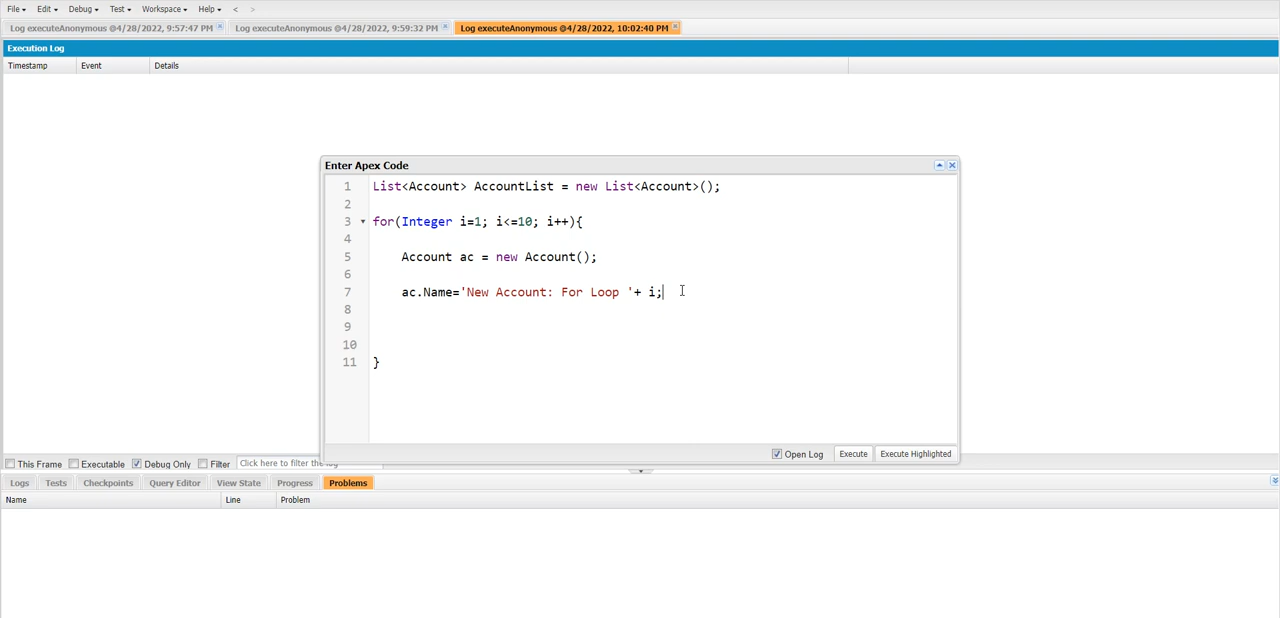 File Edit Debug Test Workspace Help < >
Log executeAnonymous @4/28/2022, 9:57:47 PM Log executeAnonymous @4/28/2022, 9:59:32 PM Log executeAnonymous @4/28/2022, 10:02:40 PM
Execution Log
Timestamp Event Details
Enter Apex Code
1 List<Account> AccountList = new List<Account>();
2
3 for(Integer i=1; i<=10; i++){
4
5 Account ac = new Account();
6
7 ac.Name='New Account: For Loop '+ i;
8
9
10
11 }
Open Log Execute Execute Highlighted
This Frame Executable Debug Only Filter Click here to filter the log
Logs Tests Checkpoints Query Editor View State Progress Problems
Name Line Problem